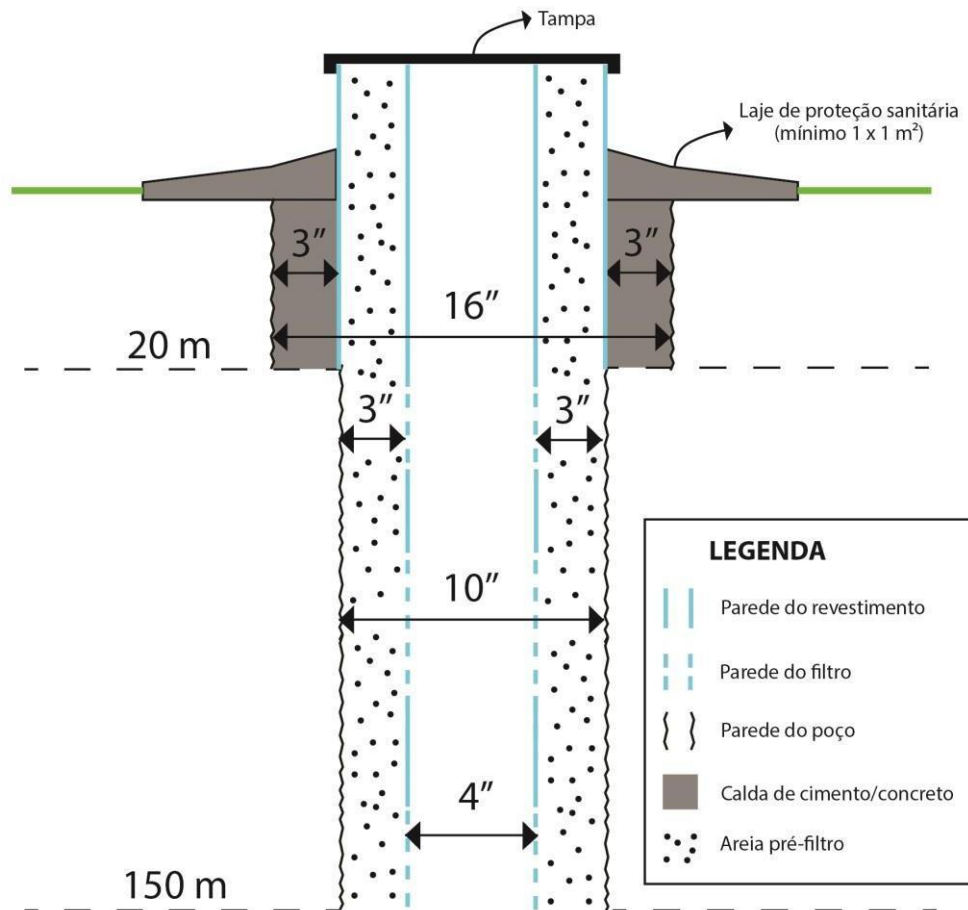 Tampa
Laje de proteção sanitária
(mínimo 1 x 1 m²)
3” 3”
16”
20 m
3” 3”
10”
4”
150 m
LEGENDA
Parede do revestimento
Parede do filtro
Parede do poço
Calda de cimento/concreto
Areia pré-filtro